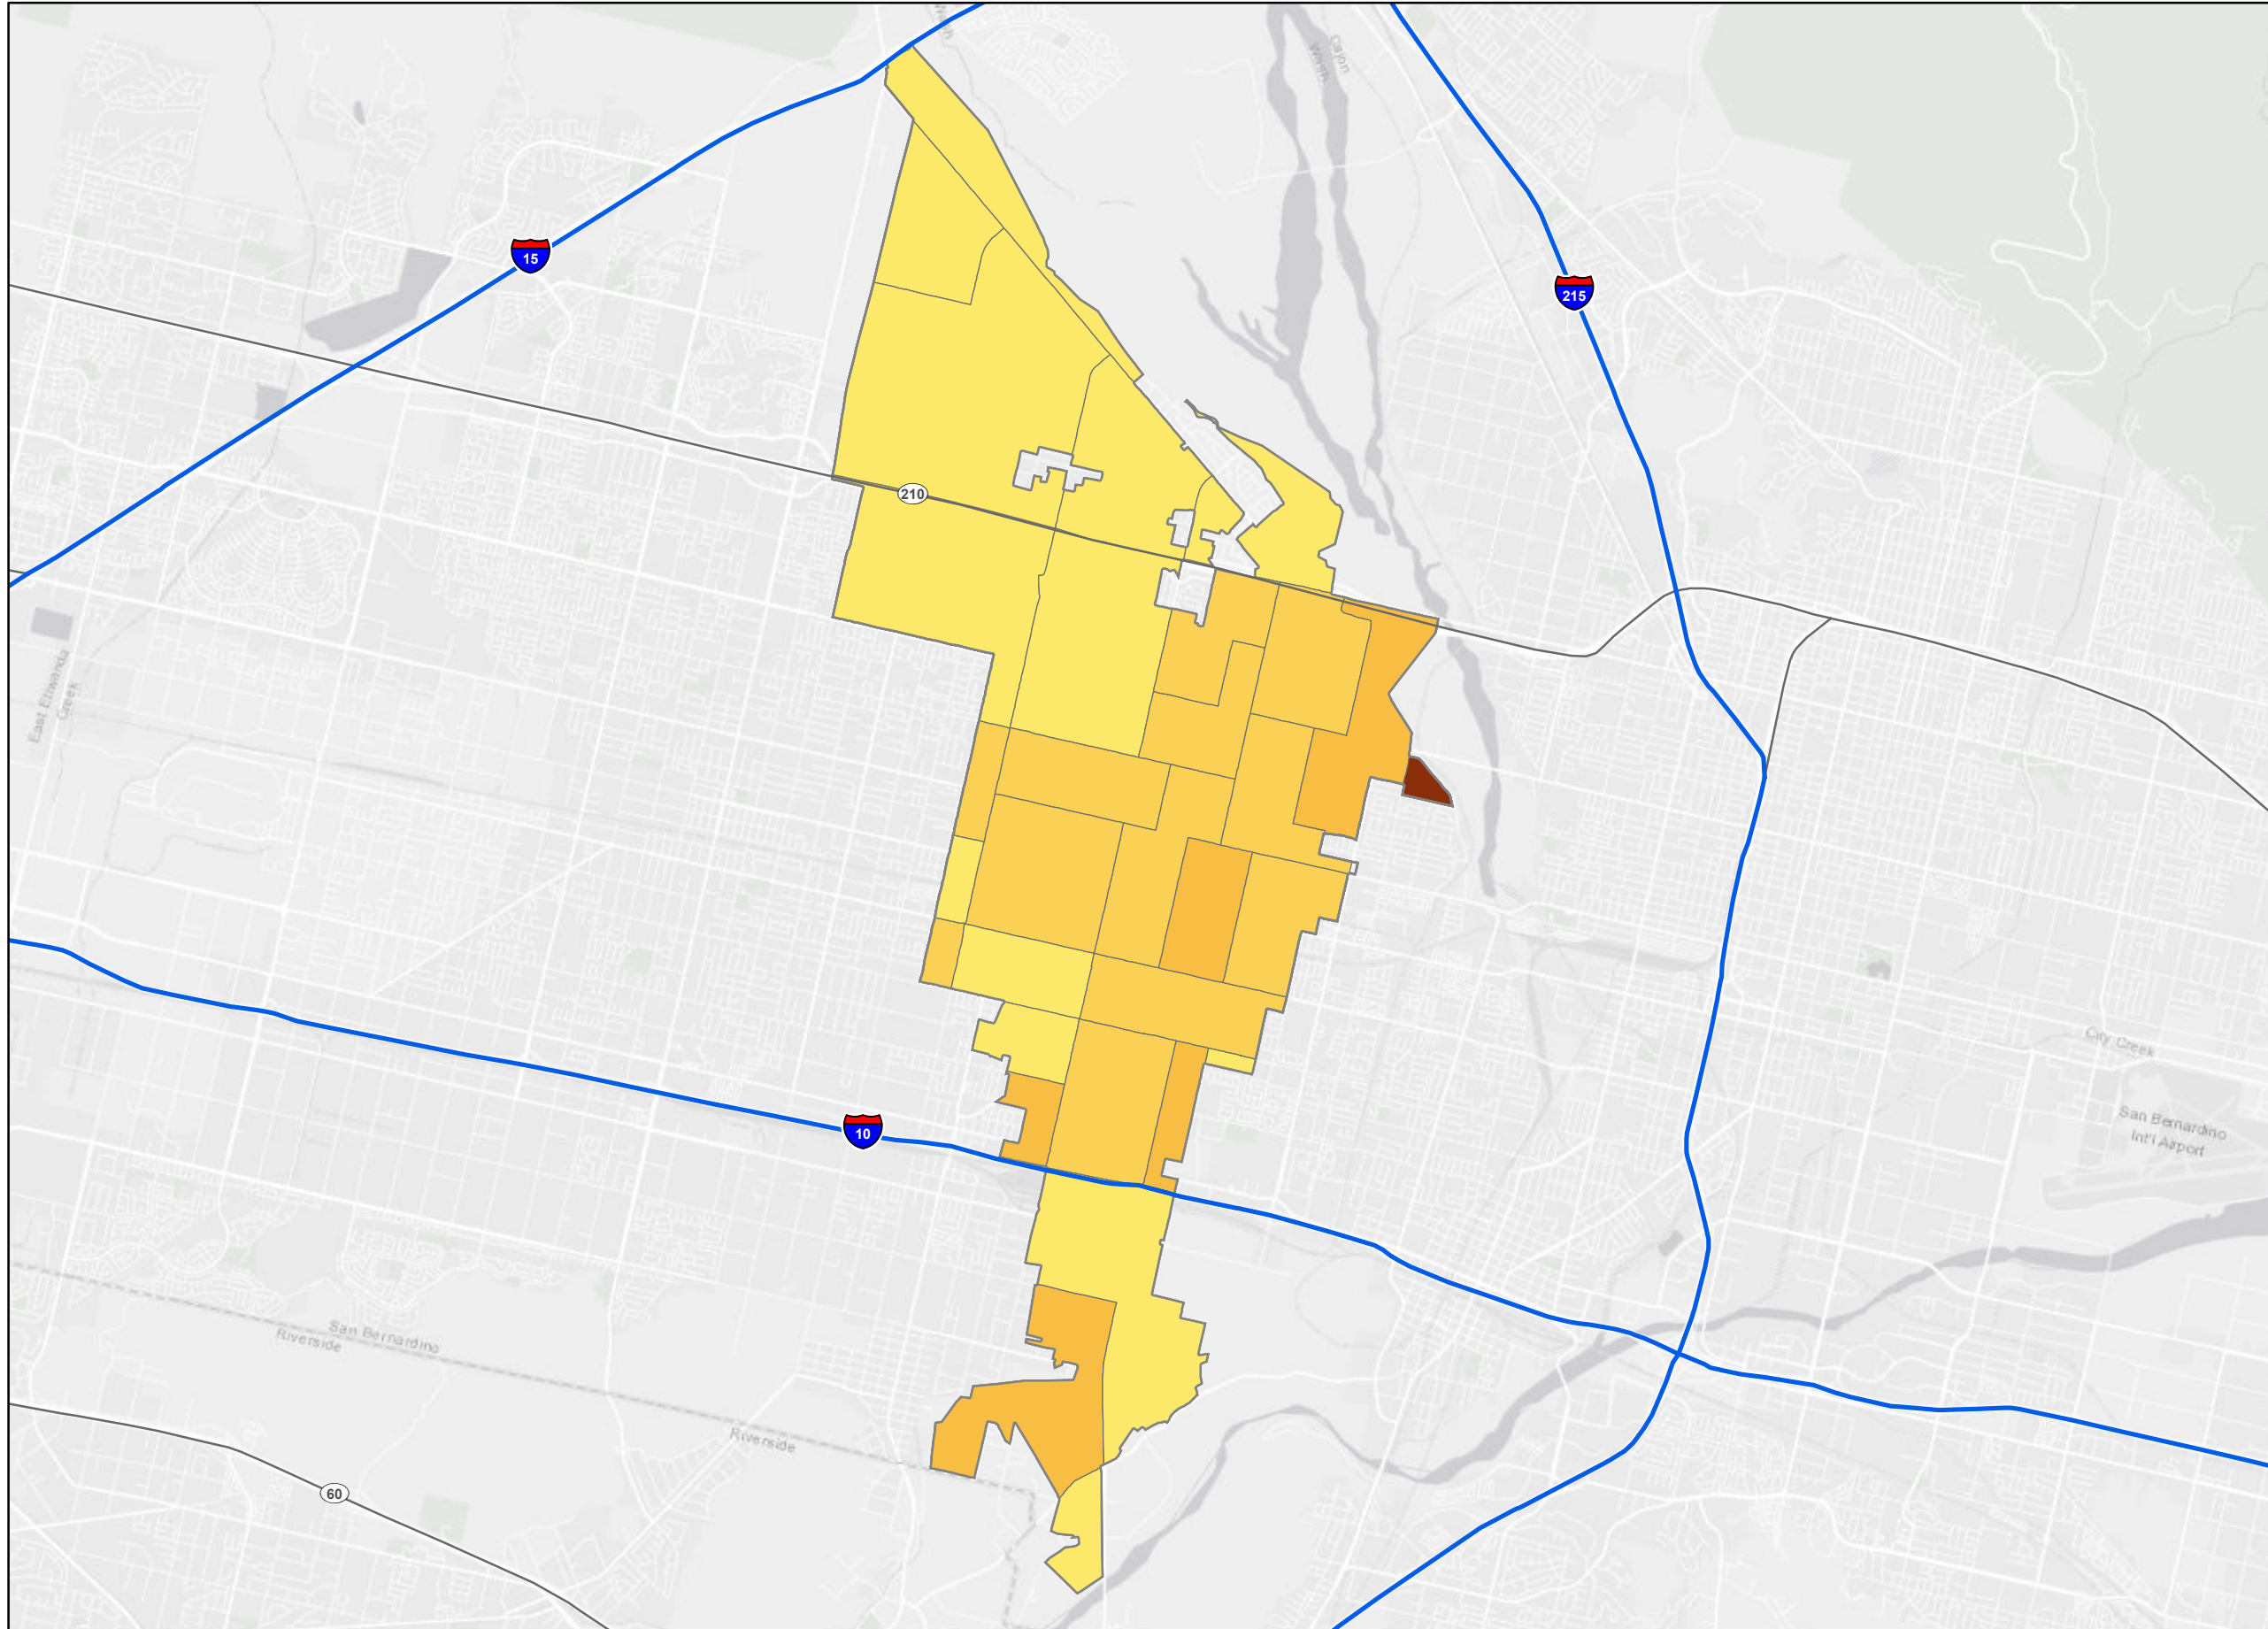 Wash
Cajon
Wash
15
215
210
East Etiwanda
Creek
City Creek
San Bernardino
Int'l Airport
10
San Bernardino
Riverside
Riverside
60